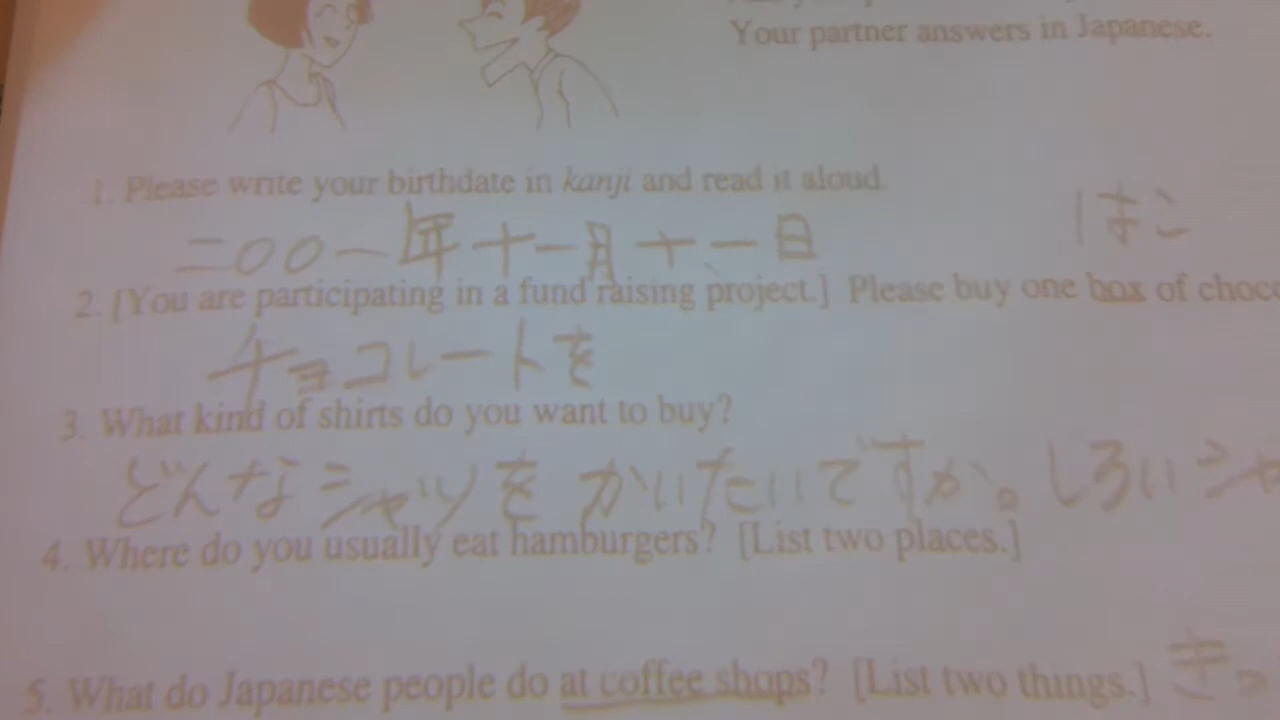 Your partner answers in Japanese.
1. Please write your birthdate in kanji and read it aloud.
はこ
二〇〇一年十一月十一日
2. [You are participating in a fund raising project.] Please buy one box of choc
チョコレートを
3. What kind of shirts do you want to buy?
どんなシャツを かいたいですか。しろいシャ
4. Where do you usually eat hamburgers? [List two places.]
5. What do Japanese people do at coffee shops? [List two things.] きっ